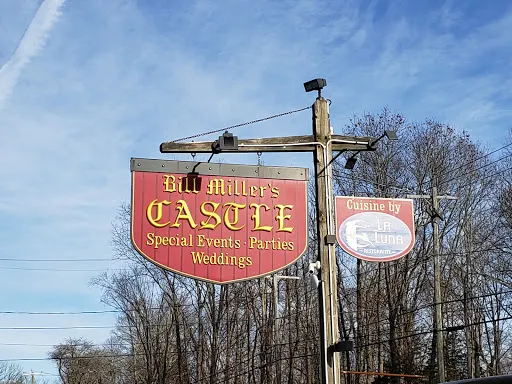 Bill Miller's
CASTLE
Special Events · Parties
Weddings
Cuisine by
LA
LUNA